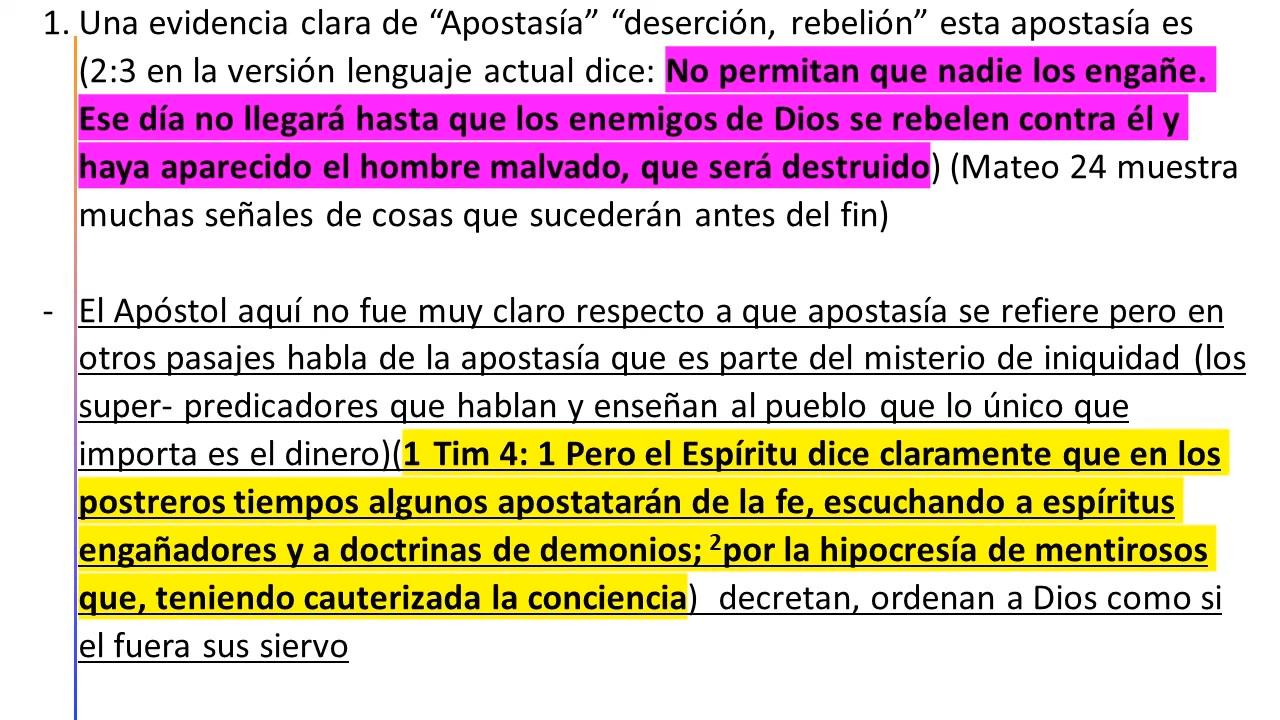 1. Una evidencia clara de “Apostasía” “deserción, rebelión” esta apostasía es
(2:3 en la versión lenguaje actual dice: No permitan que nadie los engañe.
Ese día no llegará hasta que los enemigos de Dios se rebelen contra él y
haya aparecido el hombre malvado, que será destruido) (Mateo 24 muestra
muchas señales de cosas que sucederán antes del fin)
- El Apóstol aquí no fue muy claro respecto a que apostasía se refiere pero en
otros pasajes habla de la apostasía que es parte del misterio de iniquidad (los
super- predicadores que hablan y enseñan al pueblo que lo único que
importa es el dinero)(1 Tim 4: 1 Pero el Espíritu dice claramente que en los
postreros tiempos algunos apostatarán de la fe, escuchando a espíritus
engañadores y a doctrinas de demonios; ²por la hipocresía de mentirosos
que, teniendo cauterizada la conciencia) decretan, ordenan a Dios como si
el fuera sus siervo